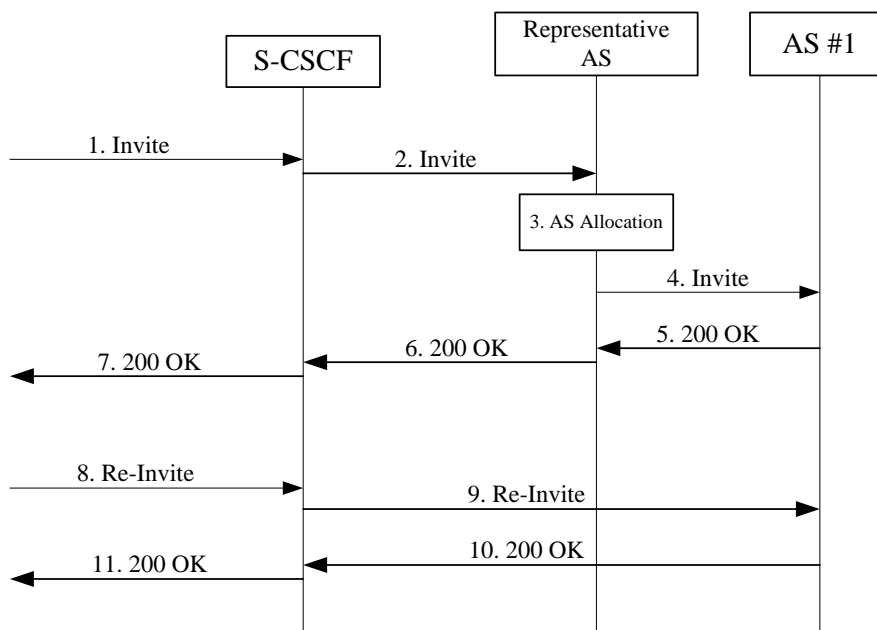 S-CSCF
Representative
AS
AS #1
1. Invite
2. Invite
3. AS Allocation
4. Invite
5. 200 OK
6. 200 OK
7. 200 OK
8. Re-Invite
9. Re-Invite
10. 200 OK
11. 200 OK